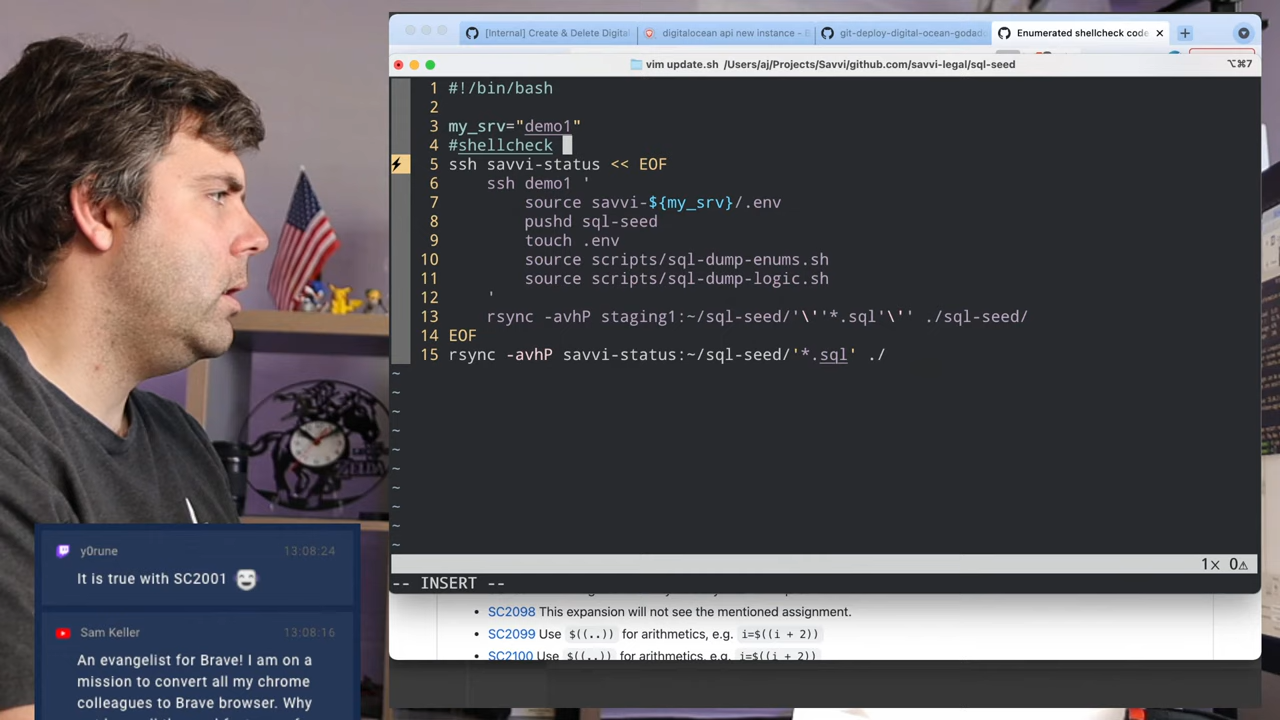 [Internal] Create & Delete Digital
digitalocean api new instance - B
git-deploy-digital-ocean-godad
Enumerated shellcheck code
vim update.sh /Users/aj/Projects/Savvi/github.com/savvi-legal/sql-seed
⌥⌘7
1 #!/bin/bash
2
3 my_srv="demo1"
4 #shellcheck
5 ssh savvi-status << EOF
6 ssh demo1 '
7 source savvi-${my_srv}/.env
8 pushd sql-seed
9 touch .env
10 source scripts/sql-dump-enums.sh
11 source scripts/sql-dump-logic.sh
12 '
13 rsync -avhP staging1:~/sql-seed/'\''*.sql'\'' ./sql-seed/
14 EOF
15 rsync -avhP savvi-status:~/sql-seed/'*.sql' ./
~
~
~
~
~
~
~
~
~
~
1× 0⚠
-- INSERT --
SC2098 This expansion will not see the mentioned assignment.
SC2099 Use $((..)) for arithmetics, e.g. i=$((i + 2))
SC2100 Use $((..)) for arithmetics, e.g. i=$((i + 2))
y0rune 13:08:24
It is true with SC2001
Sam Keller 13:08:16
An evangelist for Brave! I am on a
mission to convert all my chrome
colleagues to Brave browser. Why